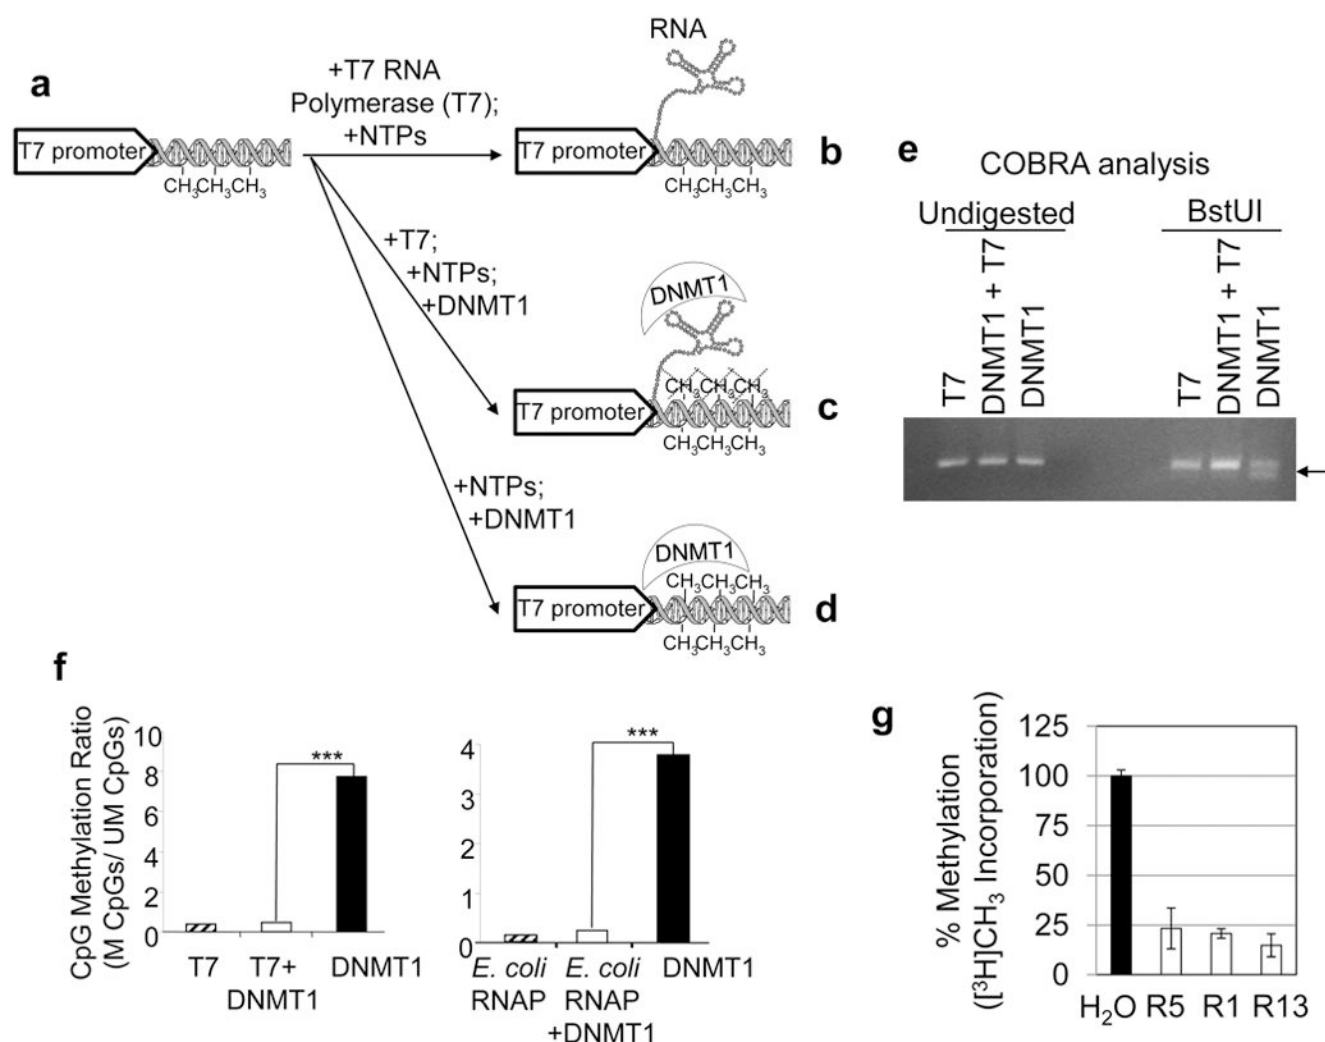 a
+T7 RNA
Polymerase (T7);
+NTPs
RNA
T7 promoter
CH3CH3CH3
T7 promoter
CH3CH3CH3
b
+T7;
+NTPs;
+DNMT1
DNMT1
CH3CH3CH3
T7 promoter
CH3CH3CH3
c
+NTPs;
+DNMT1
DNMT1
CH3CH3CH3
T7 promoter
CH3CH3CH3
d
e
COBRA analysis
Undigested
BstUI
T7
DNMT1 + T7
DNMT1
T7
DNMT1 + T7
DNMT1
f
CpG Methylation Ratio
(M CpGs/ UM CpGs)
10
8
6
4
2
0
***
T7
T7+
DNMT1
DNMT1
4
3
2
1
0
***
E. coli
RNAP
E. coli
RNAP
+DNMT1
DNMT1
g
% Methylation
([3H]CH3 Incorporation)
125
100
75
50
25
0
H2O
R5
R1
R13